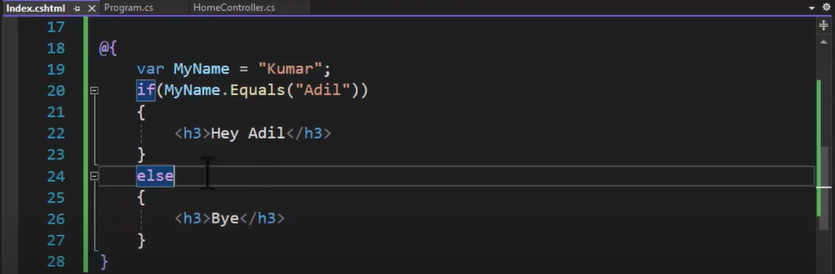 Index.cshtml Program.cs HomeController.cs
17
18 @{
19 var MyName = "Kumar";
20 if(MyName.Equals("Adil"))
21 {
22 <h3>Hey Adil</h3>
23 }
24 else
25 {
26 <h3>Bye</h3>
27 }
28 }